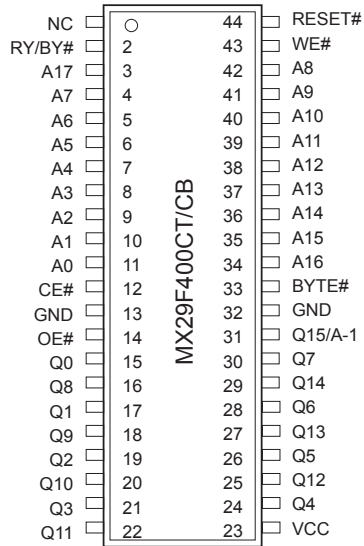 NC 44 RESET#
RY/BY# 2 43 WE#
A17 3 42 A8
A7 4 41 A9
A6 5 40 A10
A5 6 39 A11
A4 7 38 A12
A3 8 37 A13
A2 9 36 A14
A1 10 35 A15
A0 11 34 A16
CE# 12 33 BYTE#
GND 13 32 GND
OE# 14 31 Q15/A-1
Q0 15 30 Q7
Q8 16 29 Q14
Q1 17 28 Q6
Q9 18 27 Q13
Q2 19 26 Q5
Q10 20 25 Q12
Q3 21 24 Q4
Q11 22 23 VCC
MX29F400CT/CB